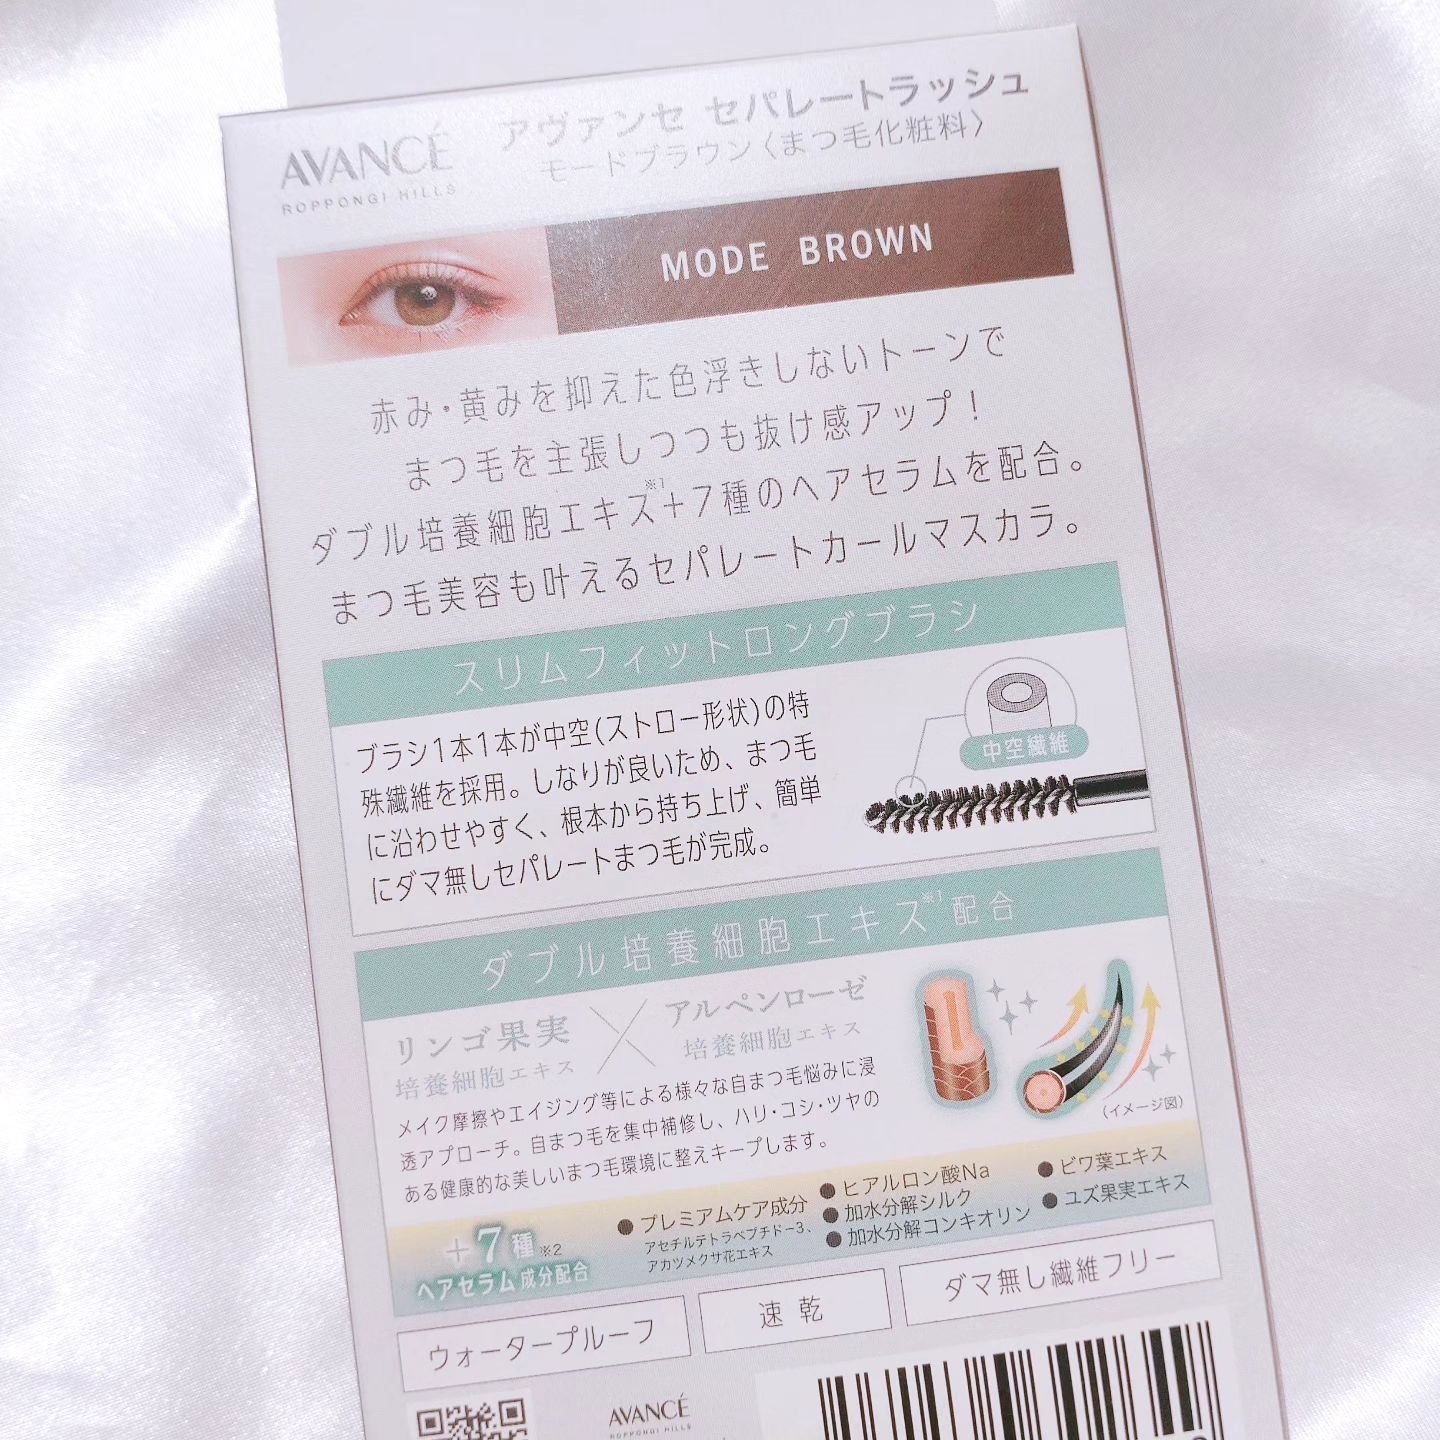 AVANCÉ
ROPPONGI HILLS
アヴァンセ セパレートラッシュ
モードブラウン〈まつ毛化粧料〉
MODE BROWN
赤み・黄みを抑えた色浮きしないトーンで
まつ毛を主張しつつも抜け感アップ！
ダブル培養細胞エキス※1+7種のヘアセラムを配合。
まつ毛美容も叶えるセパレートカールマスカラ。
スリムフィットロングブラシ
ブラシ1本1本が中空(ストロー形状)の特
殊繊維を採用。しなりが良いため、まつ毛
に沿わせやすく、根本から持ち上げ、簡単
にダマ無しセパレートまつ毛が完成。
中空繊維
ダブル培養細胞エキス※1配合
リンゴ果実
培養細胞エキス
アルペンローゼ
培養細胞エキス
メイク摩擦やエイジング等による様々な自まつ毛悩みに浸
透アプローチ。自まつ毛を集中補修し、ハリ・コシ・ツヤの
ある健康的な美しいまつ毛環境に整えキープします。
(イメージ図)
+7種※2
ヘアセラム成分配合
●プレミアムケア成分
アセチルテトラペプチドー3、
アカツメクサ花エキス
●ヒアルロン酸Na
●加水分解シルク
●加水分解コンキオリン
●ビワ葉エキス
●ユズ果実エキス
ウォータープルーフ
速乾
ダマ無し繊維フリー
AVANCÉ
ROPPONGI HILLS